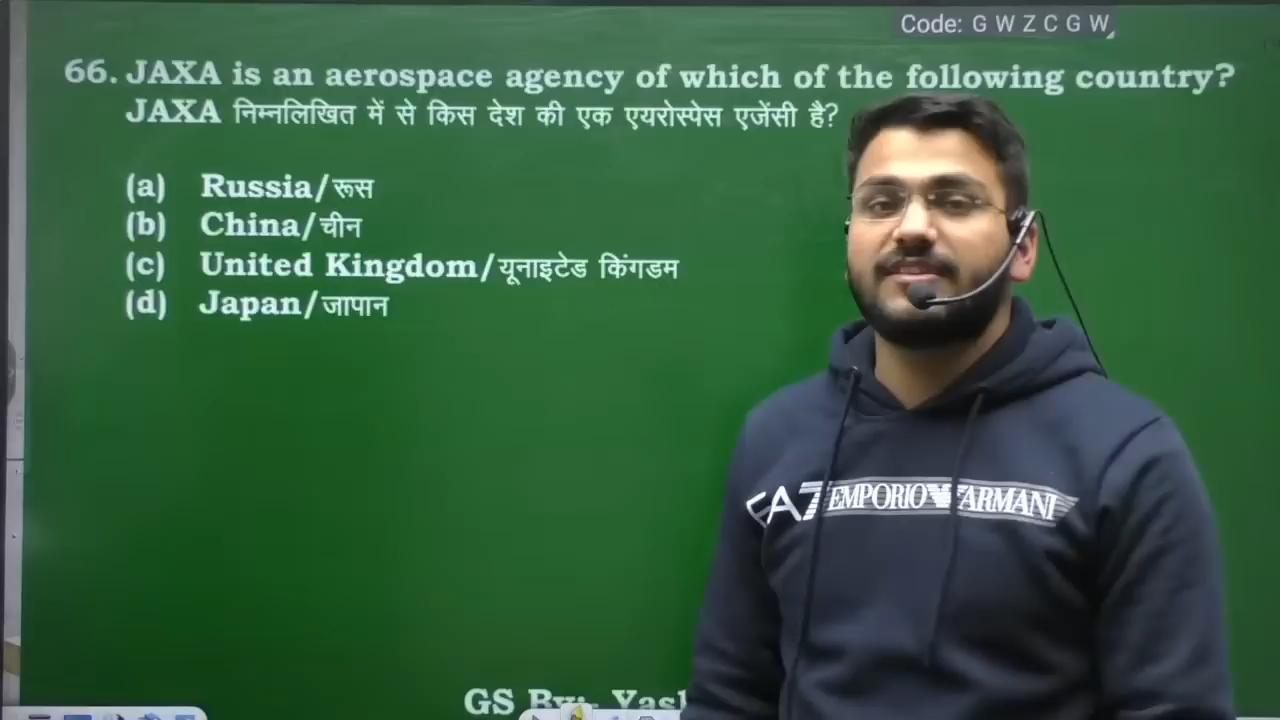 Code: G W Z C G W
66. JAXA is an aerospace agency of which of the following country?
JAXA निम्नलिखित में से किस देश की एक एयरोस्पेस एजेंसी है?
(a) Russia/रूस
(b) China/चीन
(c) United Kingdom/यूनाइटेड किंगडम
(d) Japan/जापान
EA7 EMPORIO ARMANI
GS By:-